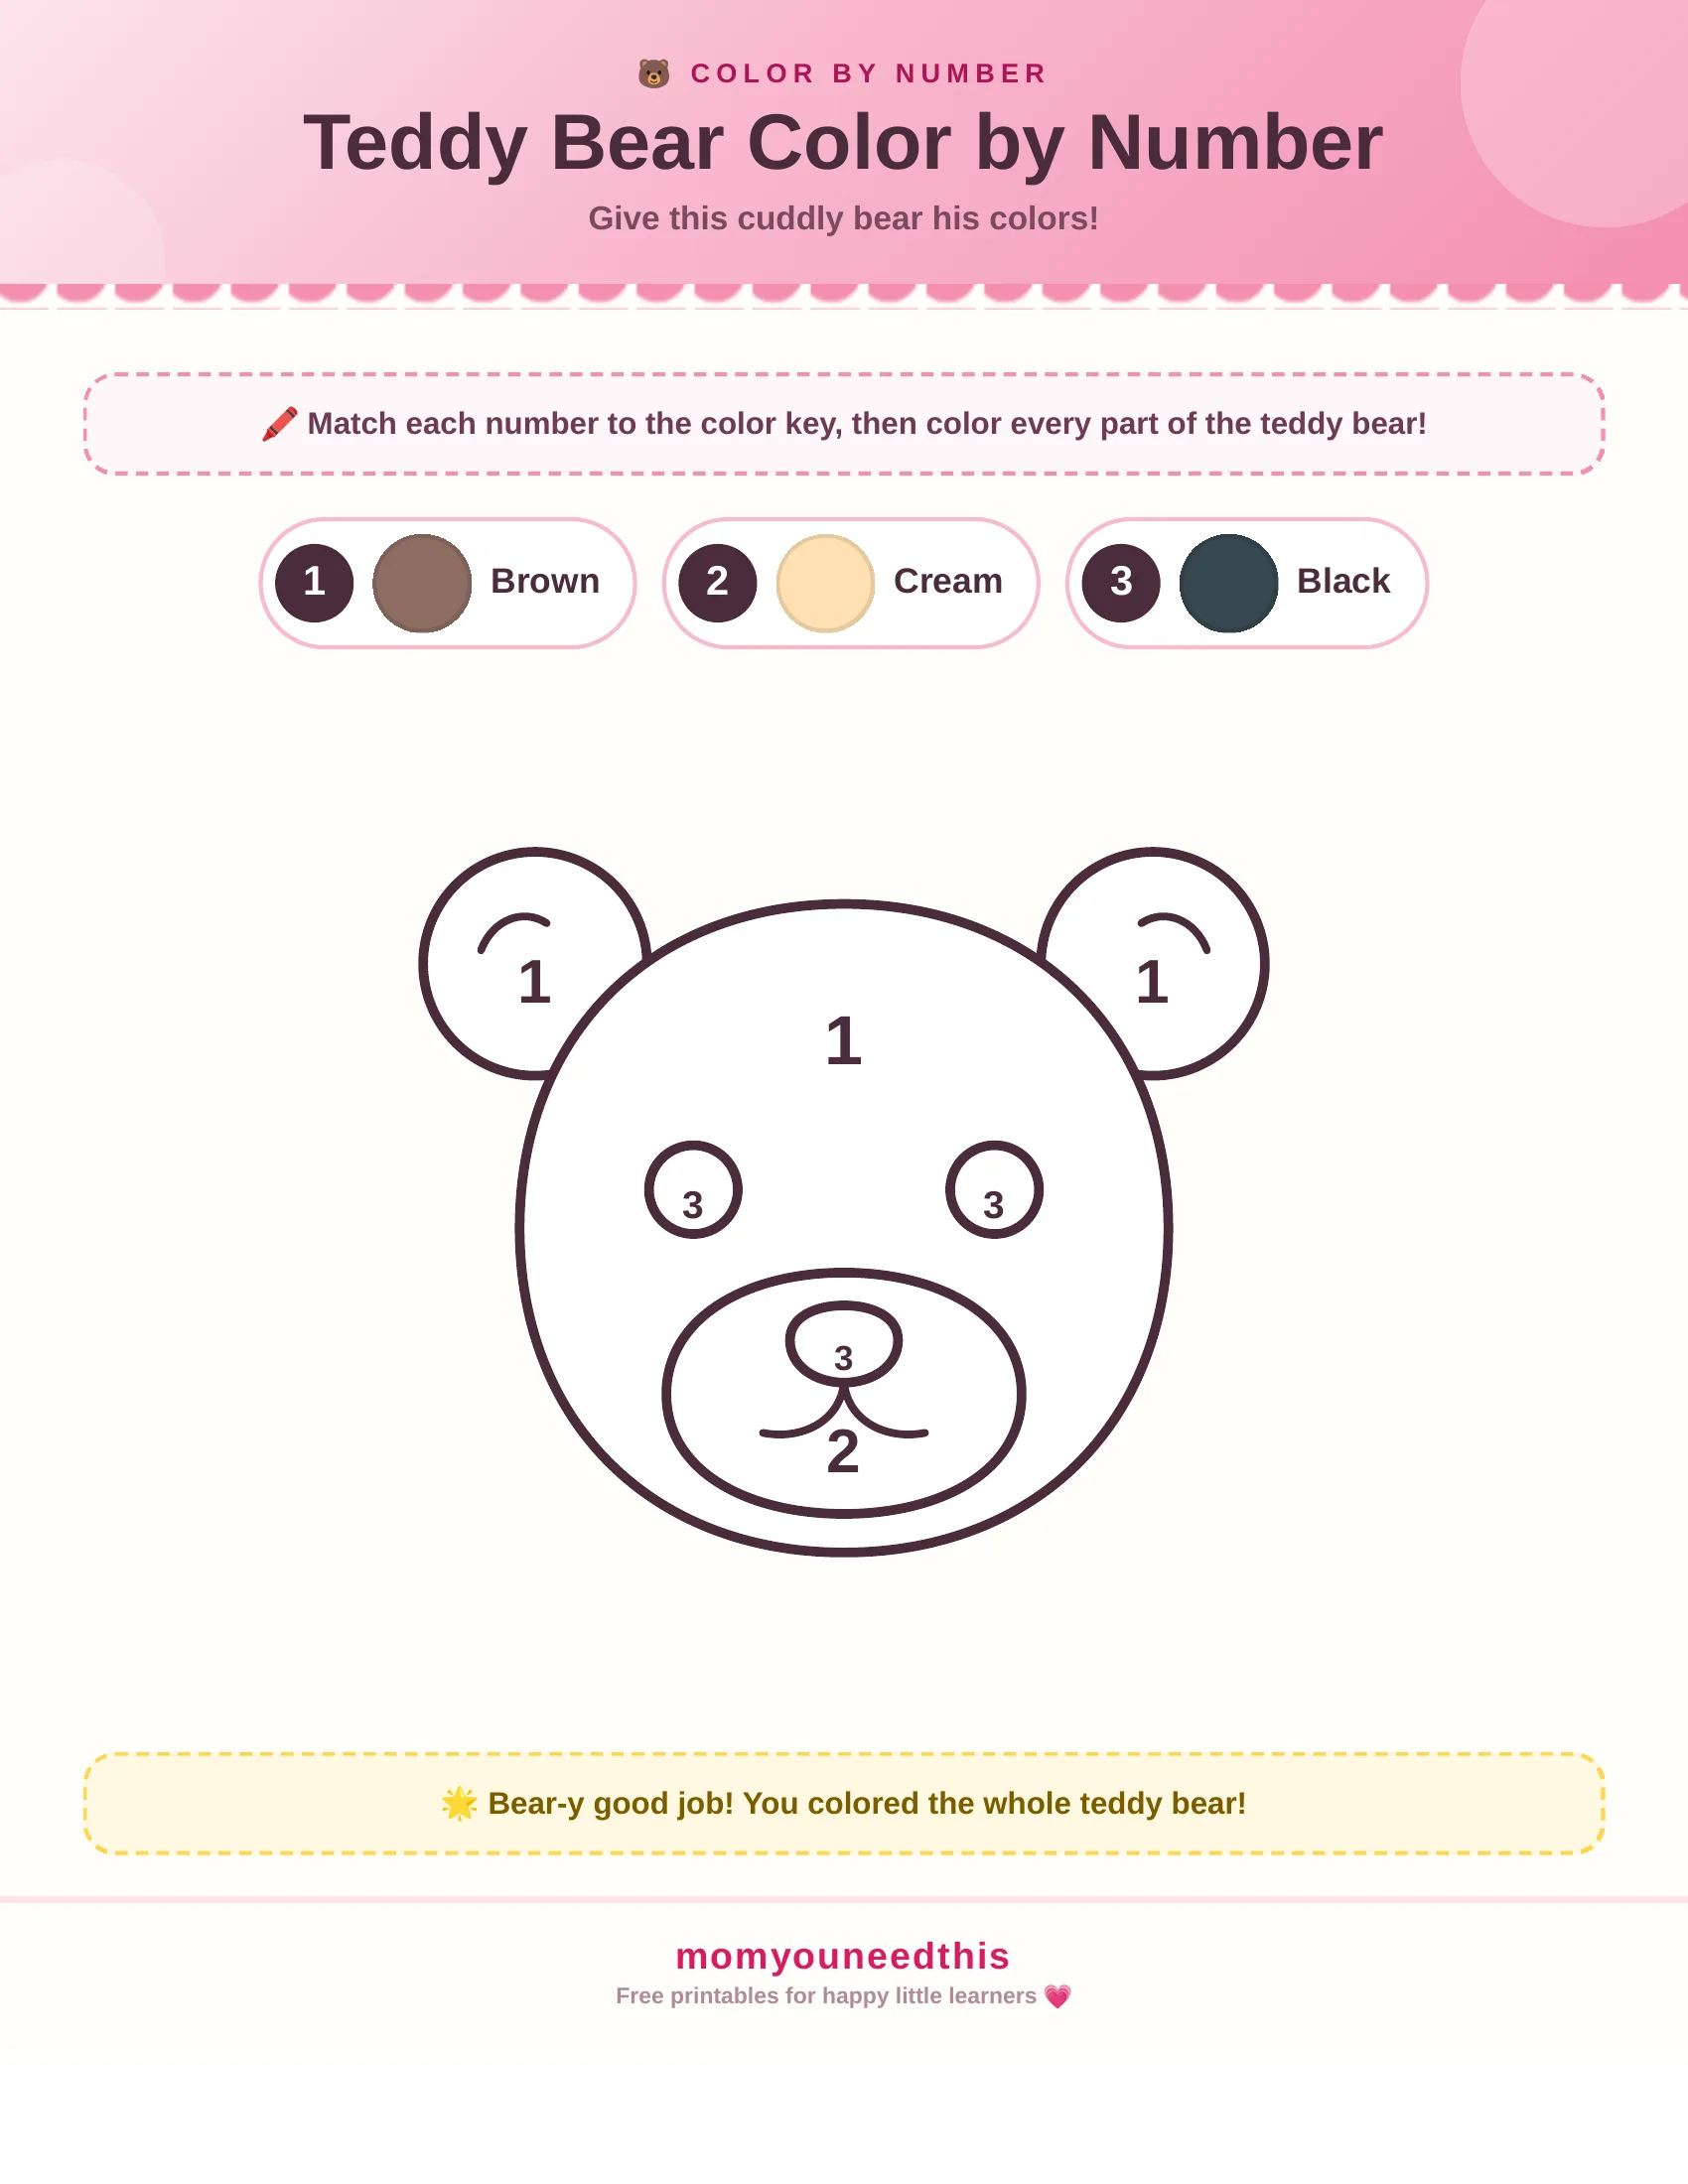 🐻 COLOR BY NUMBER
Teddy Bear Color by Number
Give this cuddly bear his colors!
🖍️ Match each number to the color key, then color every part of the teddy bear!
1 Brown 2 Cream 3 Black
1 1
1
3 3
3
2
🌟 Bear-y good job! You colored the whole teddy bear!
momyouneedthis
Free printables for happy little learners 💗